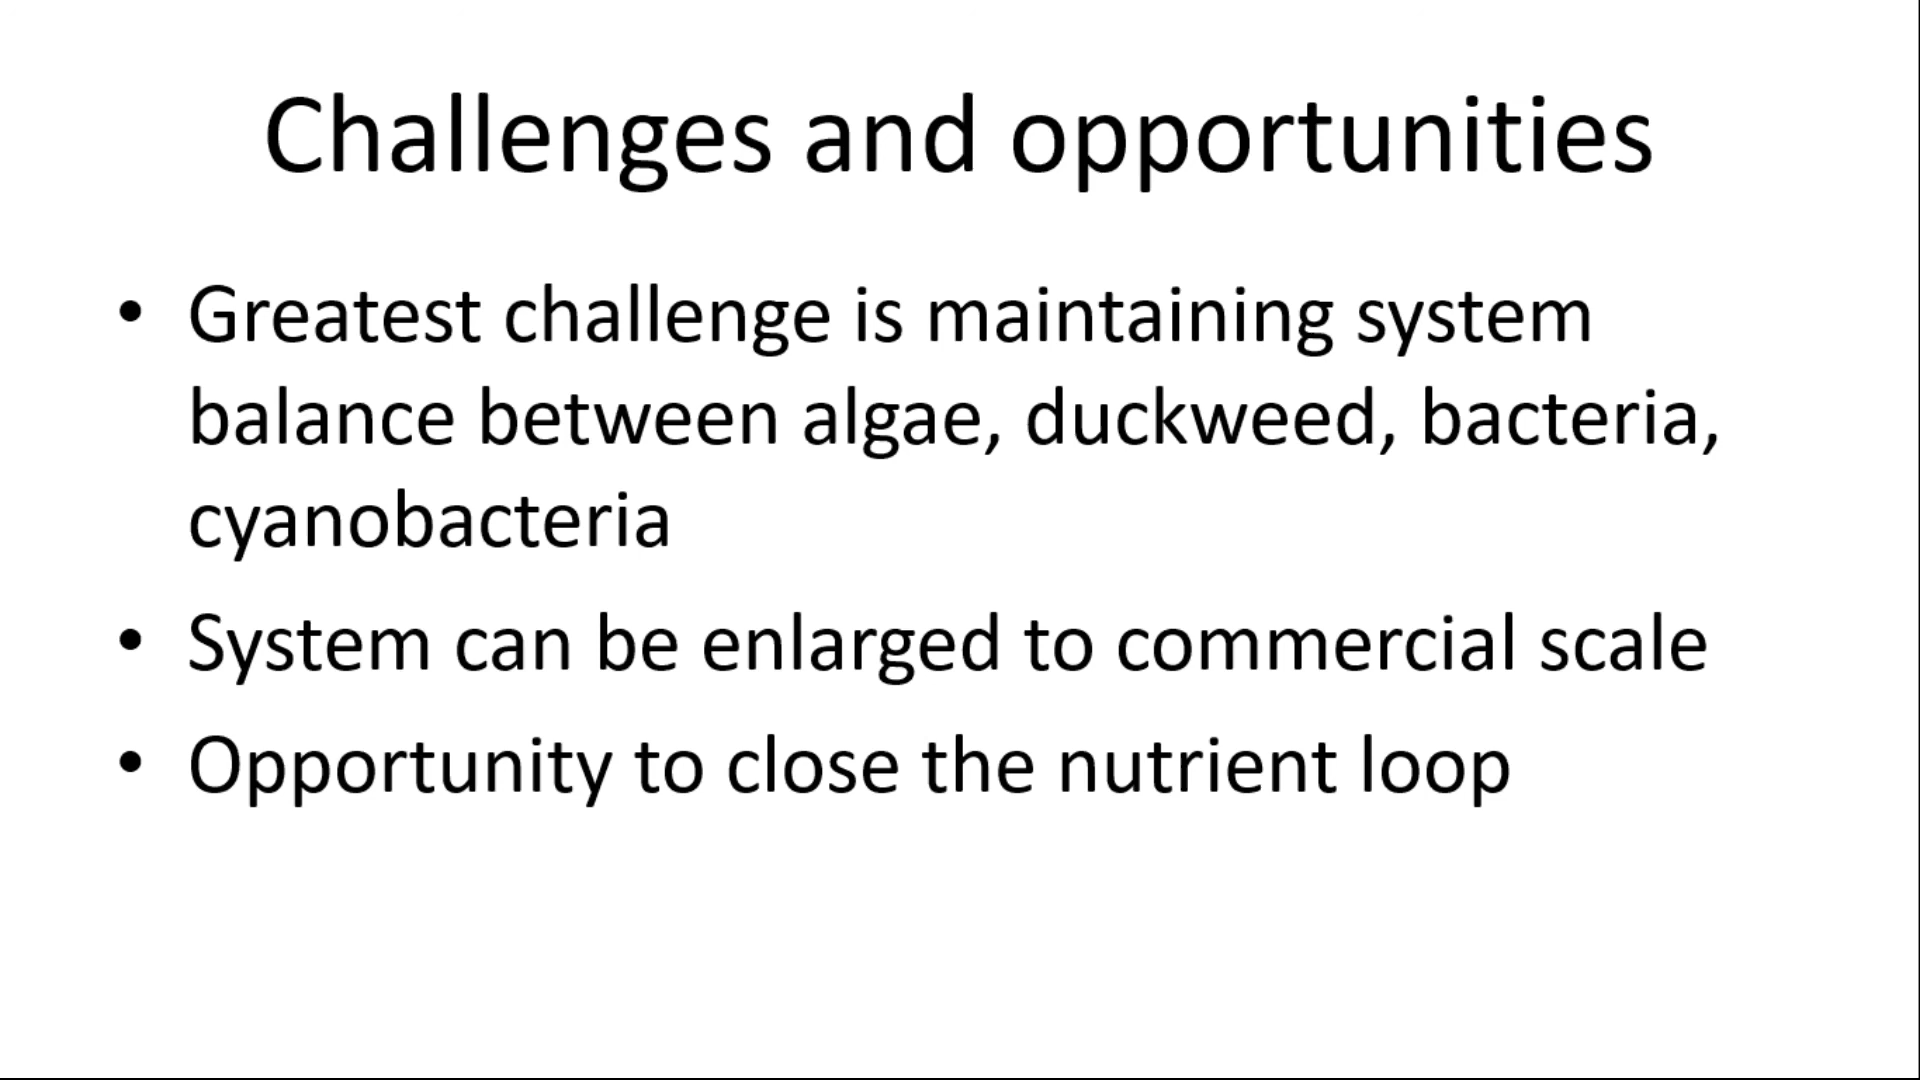 Challenges and opportunities
• Greatest challenge is maintaining system
balance between algae, duckweed, bacteria,
cyanobacteria
• System can be enlarged to commercial scale
• Opportunity to close the nutrient loop